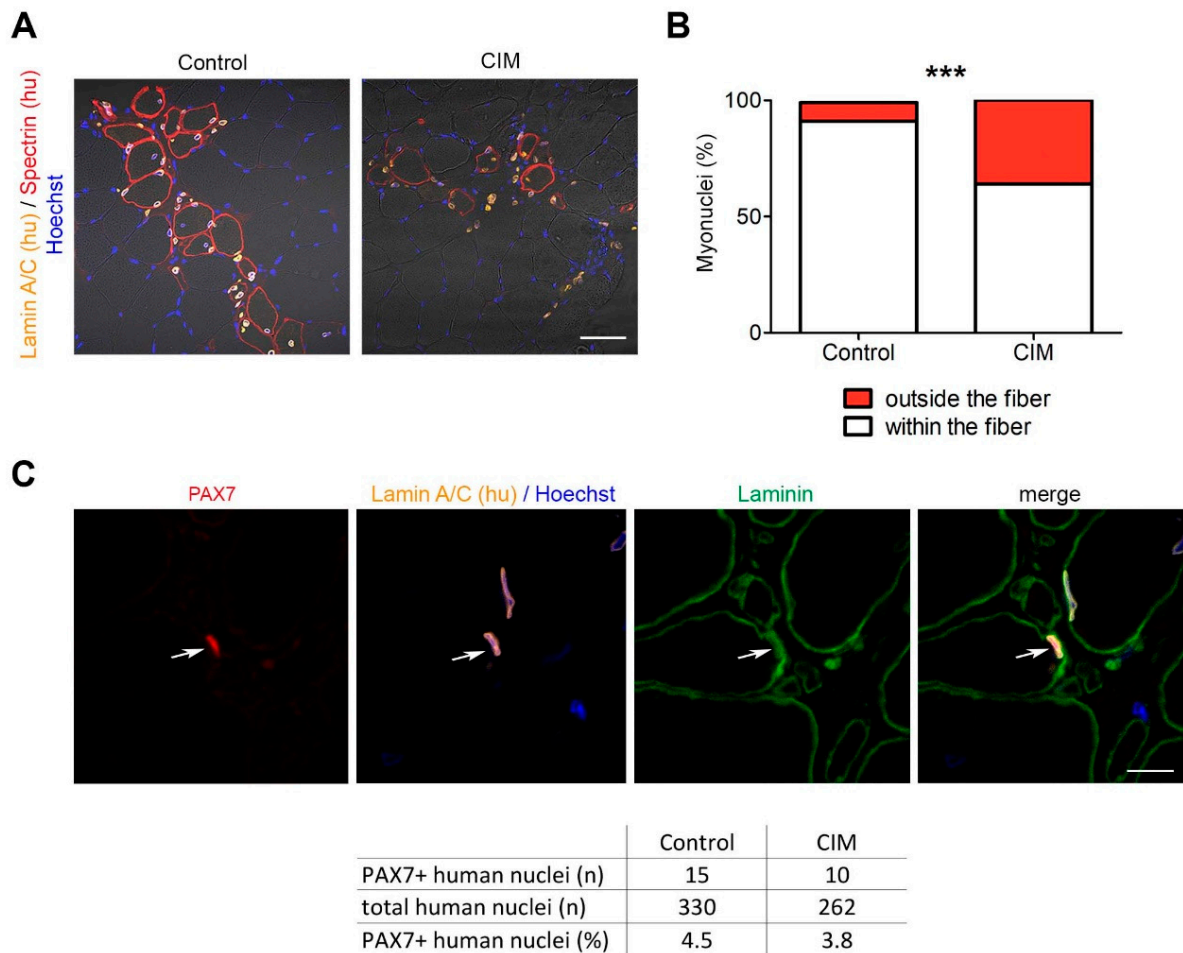 A
Control
CIM
Lamin A/C (hu) / Spectrin (hu)
Hoechst
B
***
100
50
0
Myonuclei (%)
Control
CIM
outside the fiber
within the fiber
C
PAX7
Lamin A/C (hu) / Hoechst
Laminin
merge
Control CIM
PAX7+ human nuclei (n) 15 10
total human nuclei (n) 330 262
PAX7+ human nuclei (%) 4.5 3.8